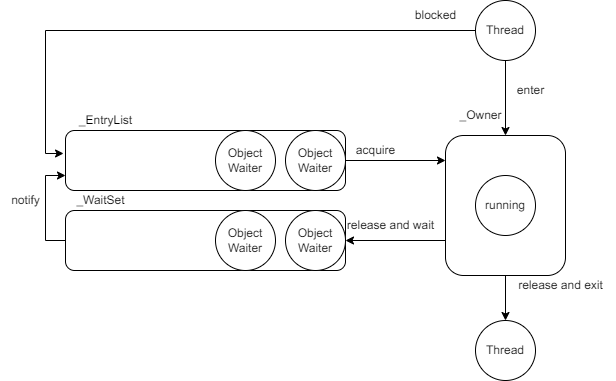 blocked
Thread
enter
_Owner
_EntryList
Object
Waiter
Object
Waiter
acquire
notify
_WaitSet
Object
Waiter
Object
Waiter
release and wait
running
release and exit
Thread